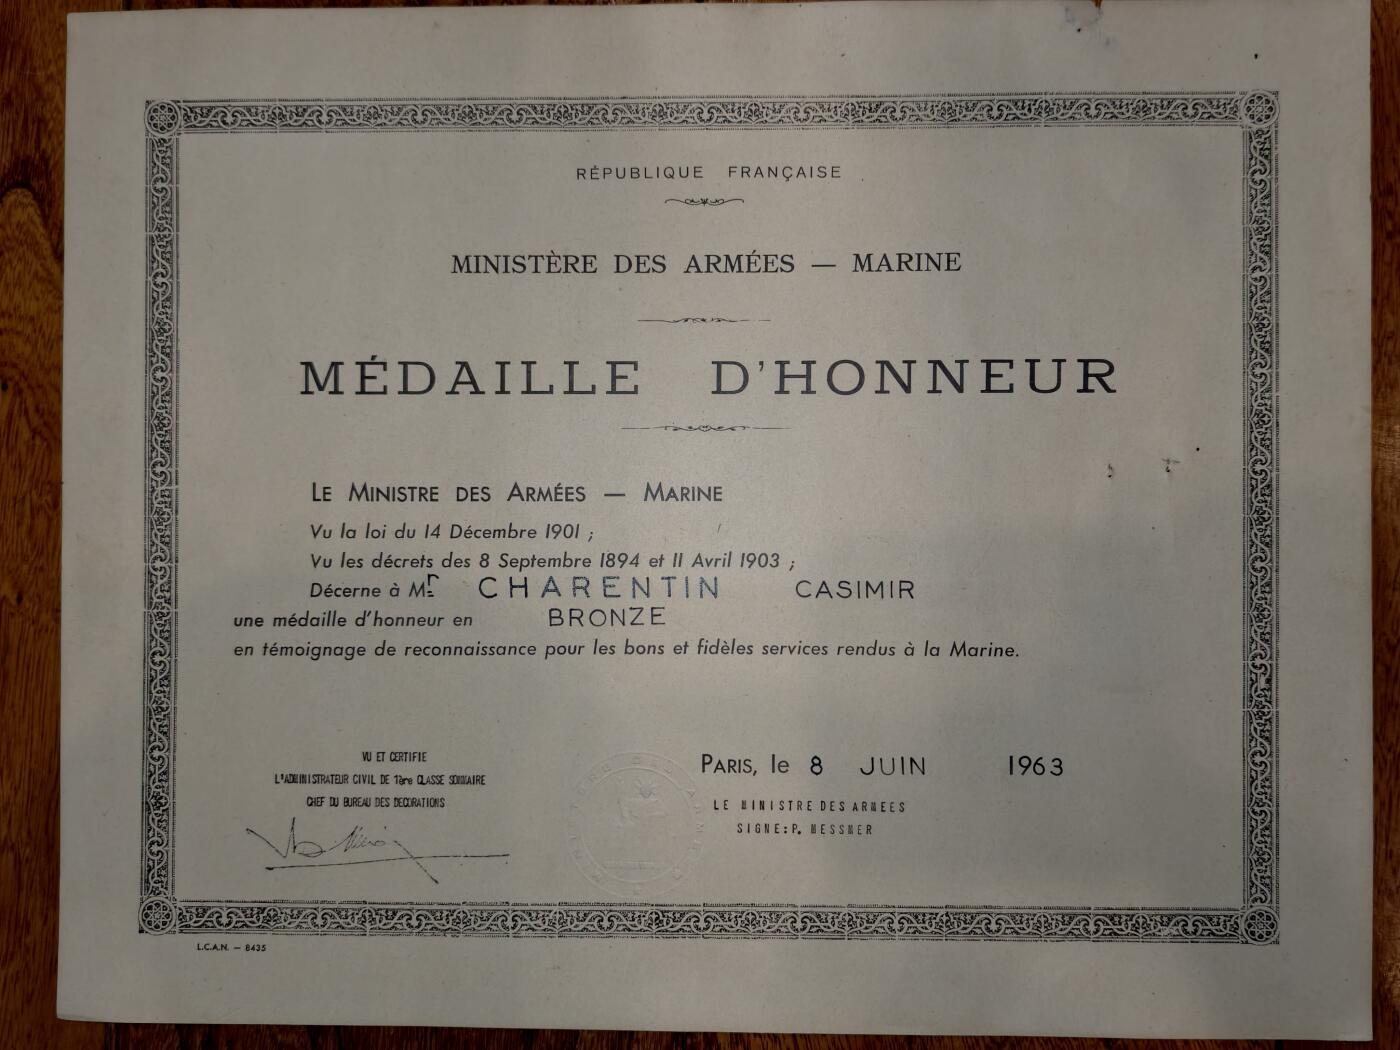 RÉPUBLIQUE FRANÇAISE
MINISTÈRE DES ARMÉES — MARINE
MÉDAILLE D'HONNEUR
LE MINISTRE DES ARMÉES — MARINE
Vu la loi du 14 Décembre 1901 ;
Vu les décrets des 8 Septembre 1894 et 11 Avril 1903 ;
Décerne à Mr CHARENTIN CASIMIR
une médaille d'honneur en BRONZE
en témoignage de reconnaissance pour les bons et fidèles services rendus à la Marine.
VU ET CERTIFIE
L'ADMINISTRATEUR CIVIL DE 1ère CLASSE SOMMAIRE
CHEF DU BUREAU DES DECORATIONS
PARIS, le 8 JUIN 1963
LE MINISTRE DES ARMEES
SIGNE:P. MESSMER
L.C.A.N. — 8435